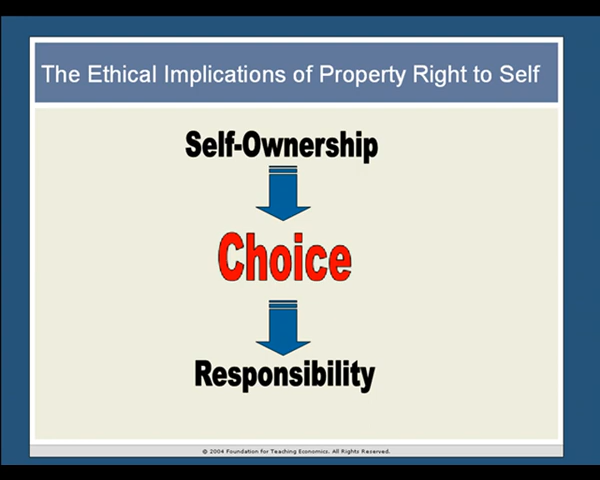 The Ethical Implications of Property Right to Self
Self-Ownership
Choice
Responsibility
© 2004 Foundation for Teaching Economics. All Rights Reserved.